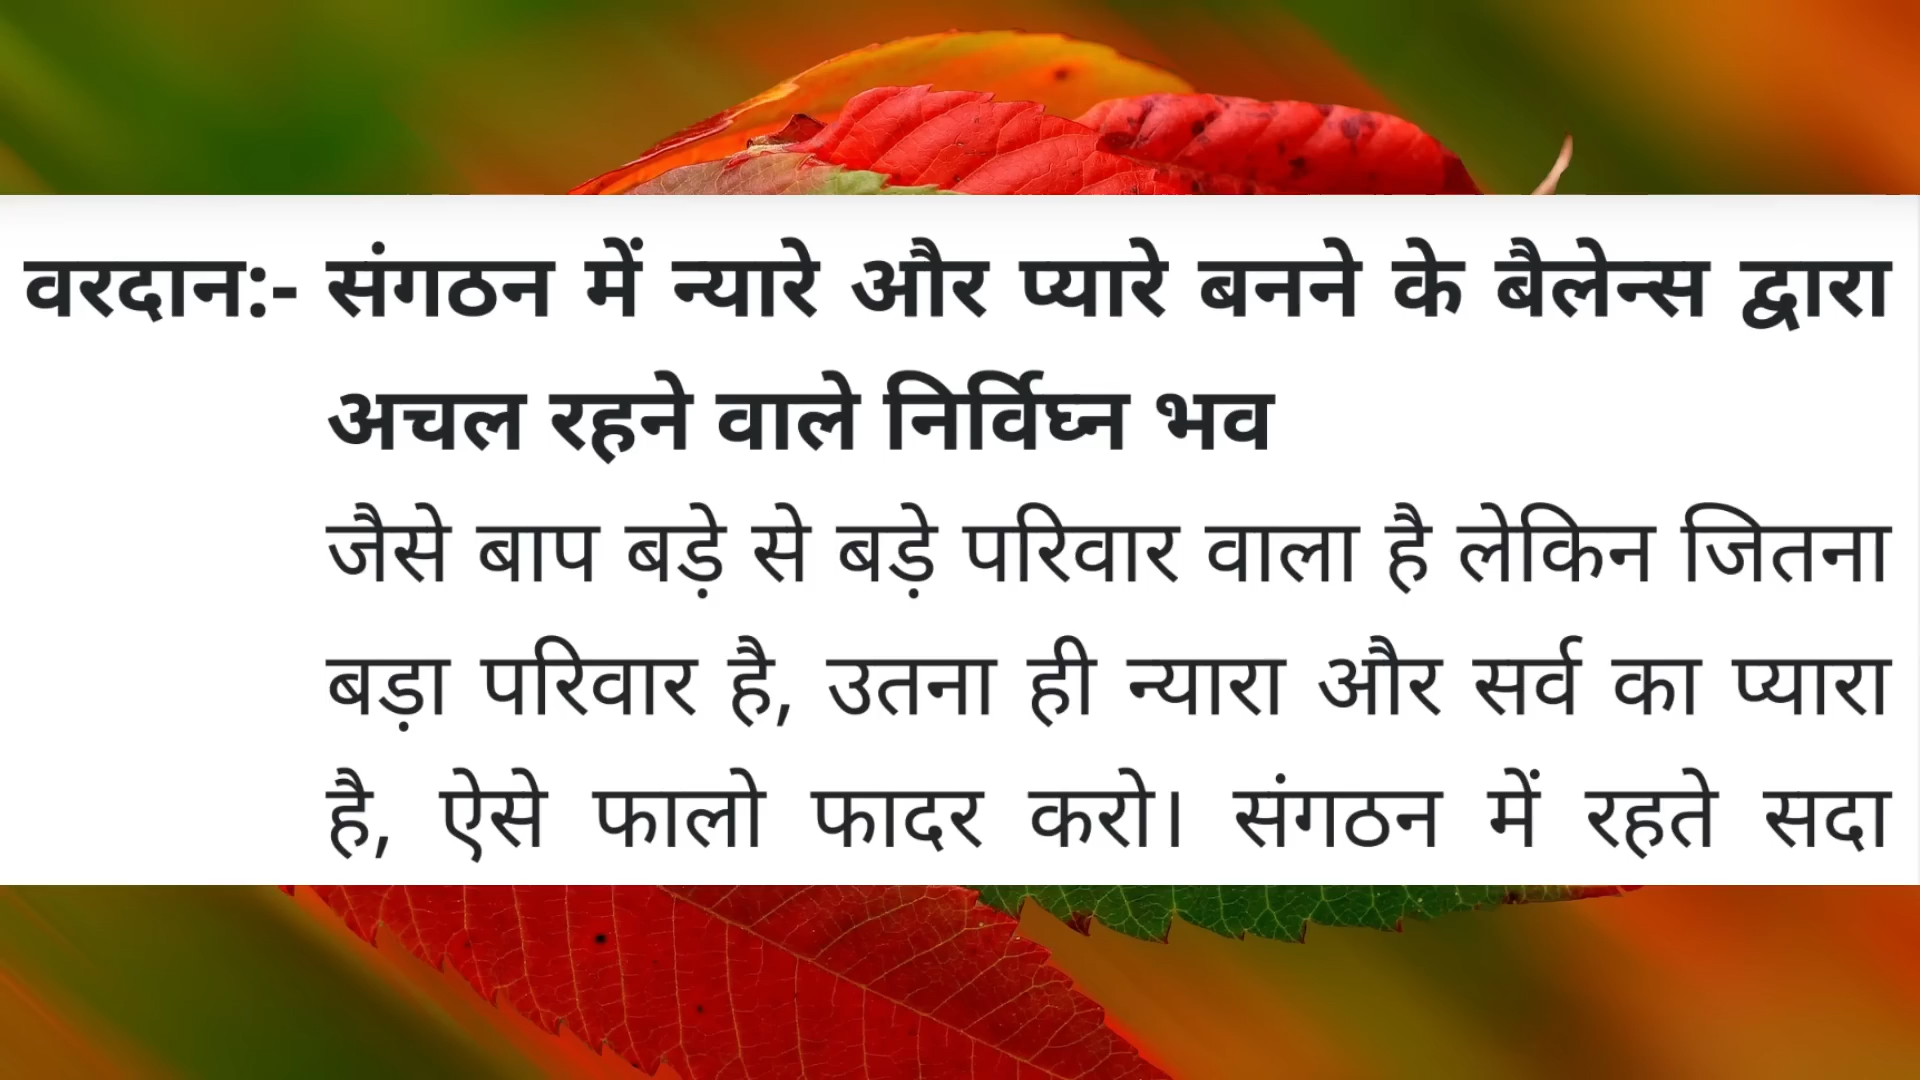 वरदान:- संगठन में न्यारे और प्यारे बनने के बैलेन्स द्वारा
अचल रहने वाले निर्विघ्न भव
जैसे बाप बड़े से बड़े परिवार वाला है लेकिन जितना
बड़ा परिवार है, उतना ही न्यारा और सर्व का प्यारा
है, ऐसे फालो फादर करो। संगठन में रहते सदा